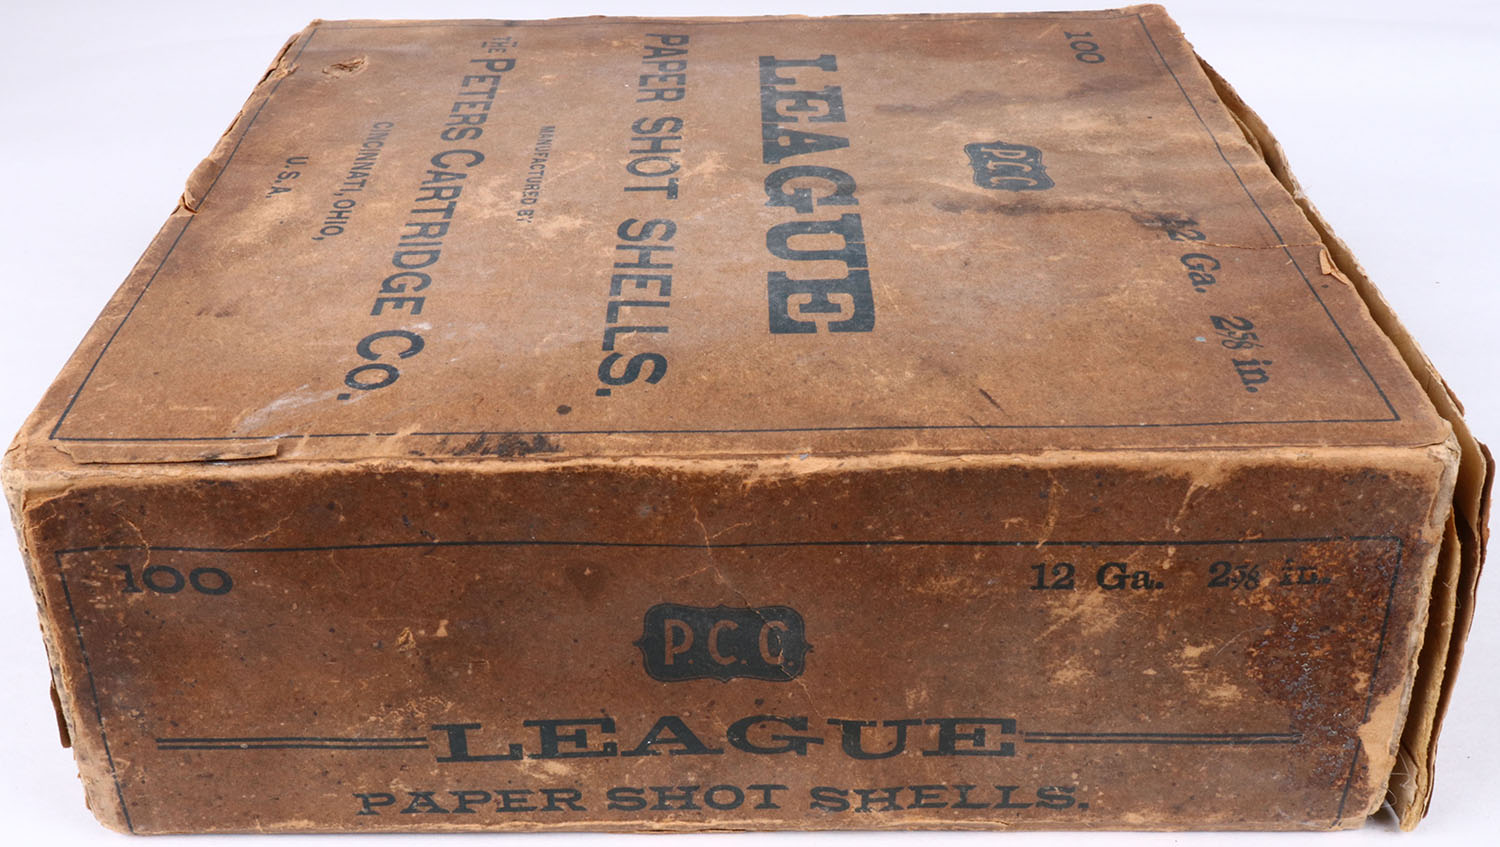 100
12 Ga. 2⅝ in.
P.C.C.
LEAGUE
PAPER SHOT SHELLS.
MANUFACTURED BY
THE PETERS CARTRIDGE CO.
CINCINNATI, OHIO,
U.S.A.
100
12 Ga. 2⅝ in.
P.C.C.
LEAGUE
PAPER SHOT SHELLS.